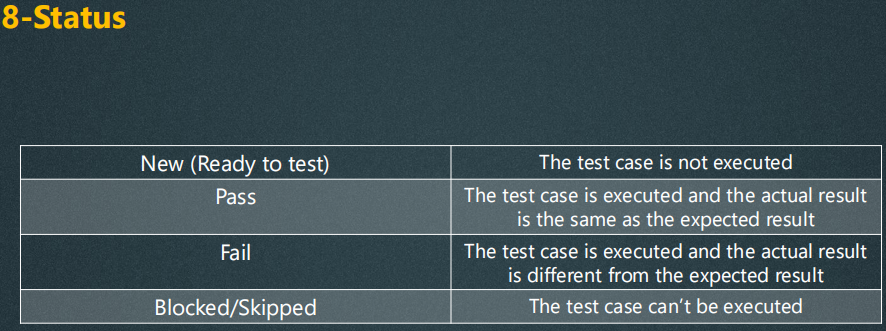 8-Status
New (Ready to test)
The test case is not executed
Pass
The test case is executed and the actual result
is the same as the expected result
Fail
The test case is executed and the actual result
is different from the expected result
Blocked/Skipped
The test case can’t be executed